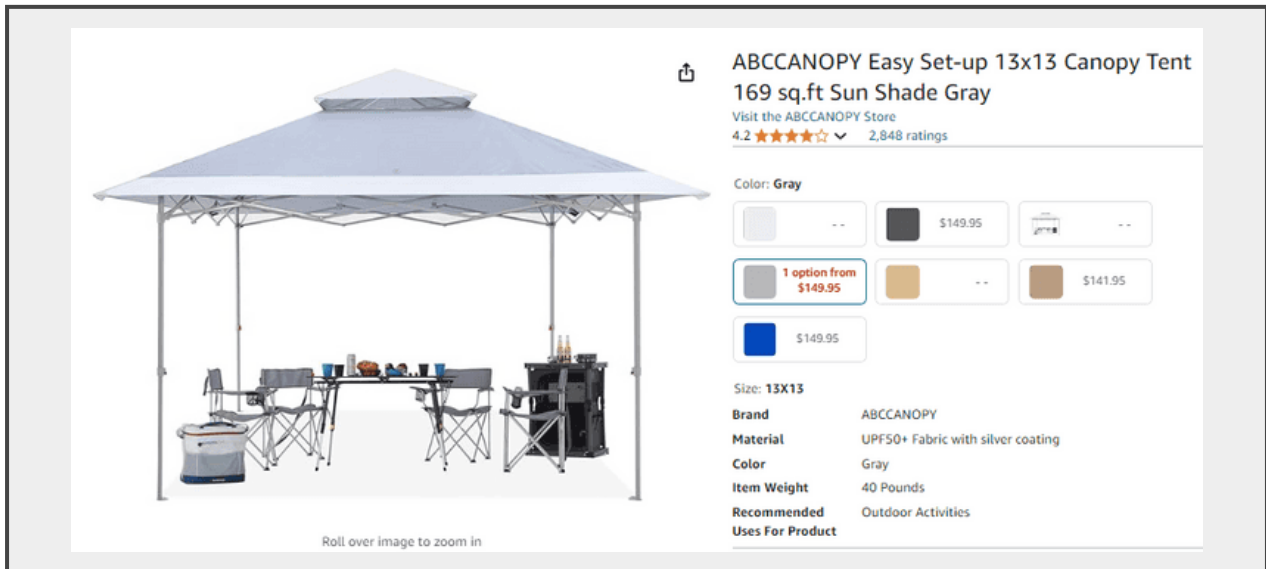 ABCCANOPY Easy Set-up 13x13 Canopy Tent
169 sq.ft Sun Shade Gray
Visit the ABCCANOPY Store
4.2 2,848 ratings
Color: Gray
- - $149.95 - -
1 option from
$149.95 - - $141.95
$149.95
Size: 13X13
Brand ABCCANOPY
Material UPF50+ Fabric with silver coating
Color Gray
Item Weight 40 Pounds
Recommended Outdoor Activities
Uses For Product
Roll over image to zoom in